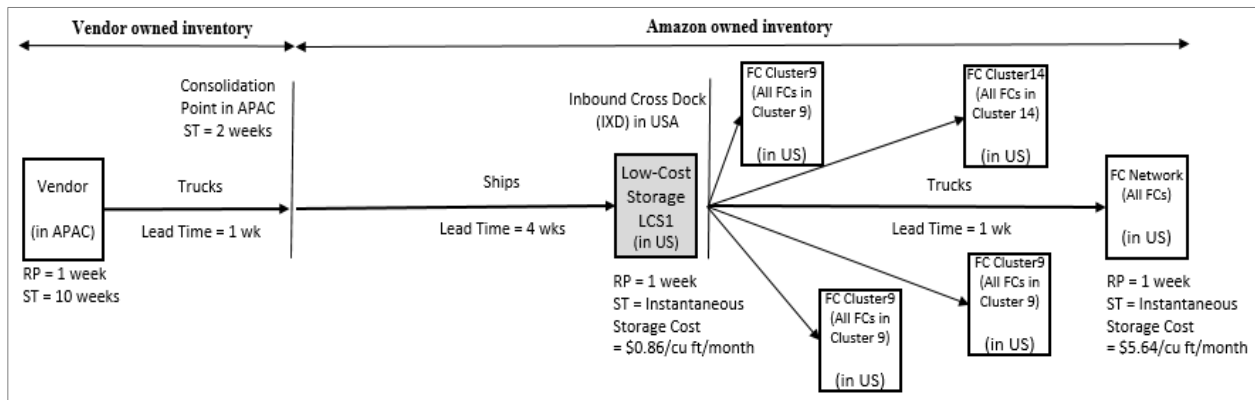 Vendor owned inventory
Amazon owned inventory
Consolidation
Point in APAC
ST = 2 weeks
Inbound Cross Dock
(IXD) in USA
FC Cluster9
(All FCs in
Cluster 9)
(in US)
FC Cluster14
(All FCs in
Cluster 14)
(in US)
Vendor
(in APAC)
Trucks
Lead Time = 1 wk
Ships
Lead Time = 4 wks
Low-Cost
Storage
LCS1
(in US)
Trucks
Lead Time = 1 wk
FC Network
(All FCs)
(in US)
RP = 1 week
ST = 10 weeks
RP = 1 week
ST = Instantaneous
Storage Cost
= $0.86/cu ft/month
FC Cluster9
(All FCs in
Cluster 9)
(in US)
FC Cluster9
(All FCs in
Cluster 9)
(in US)
RP = 1 week
ST = Instantaneous
Storage Cost
= $5.64/cu ft/month